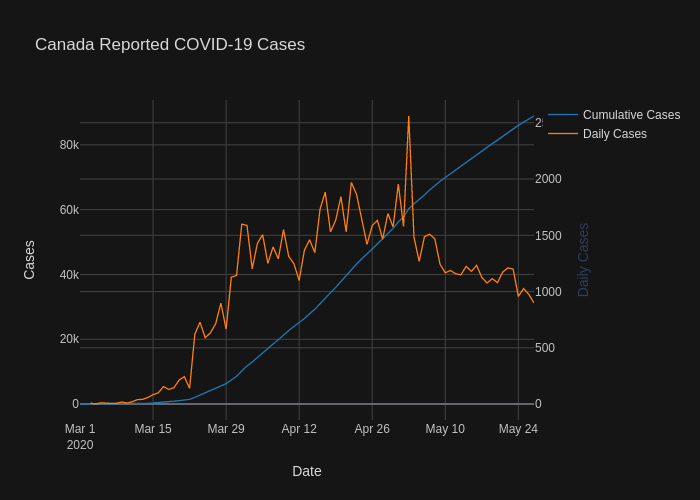 Canada Reported COVID-19 Cases
Cumulative Cases
Daily Cases
80k
60k
40k
20k
0
2000
1500
1000
500
0
Cases
Daily Cases
Mar 1
2020
Mar 15
Mar 29
Apr 12
Apr 26
May 10
May 24
Date